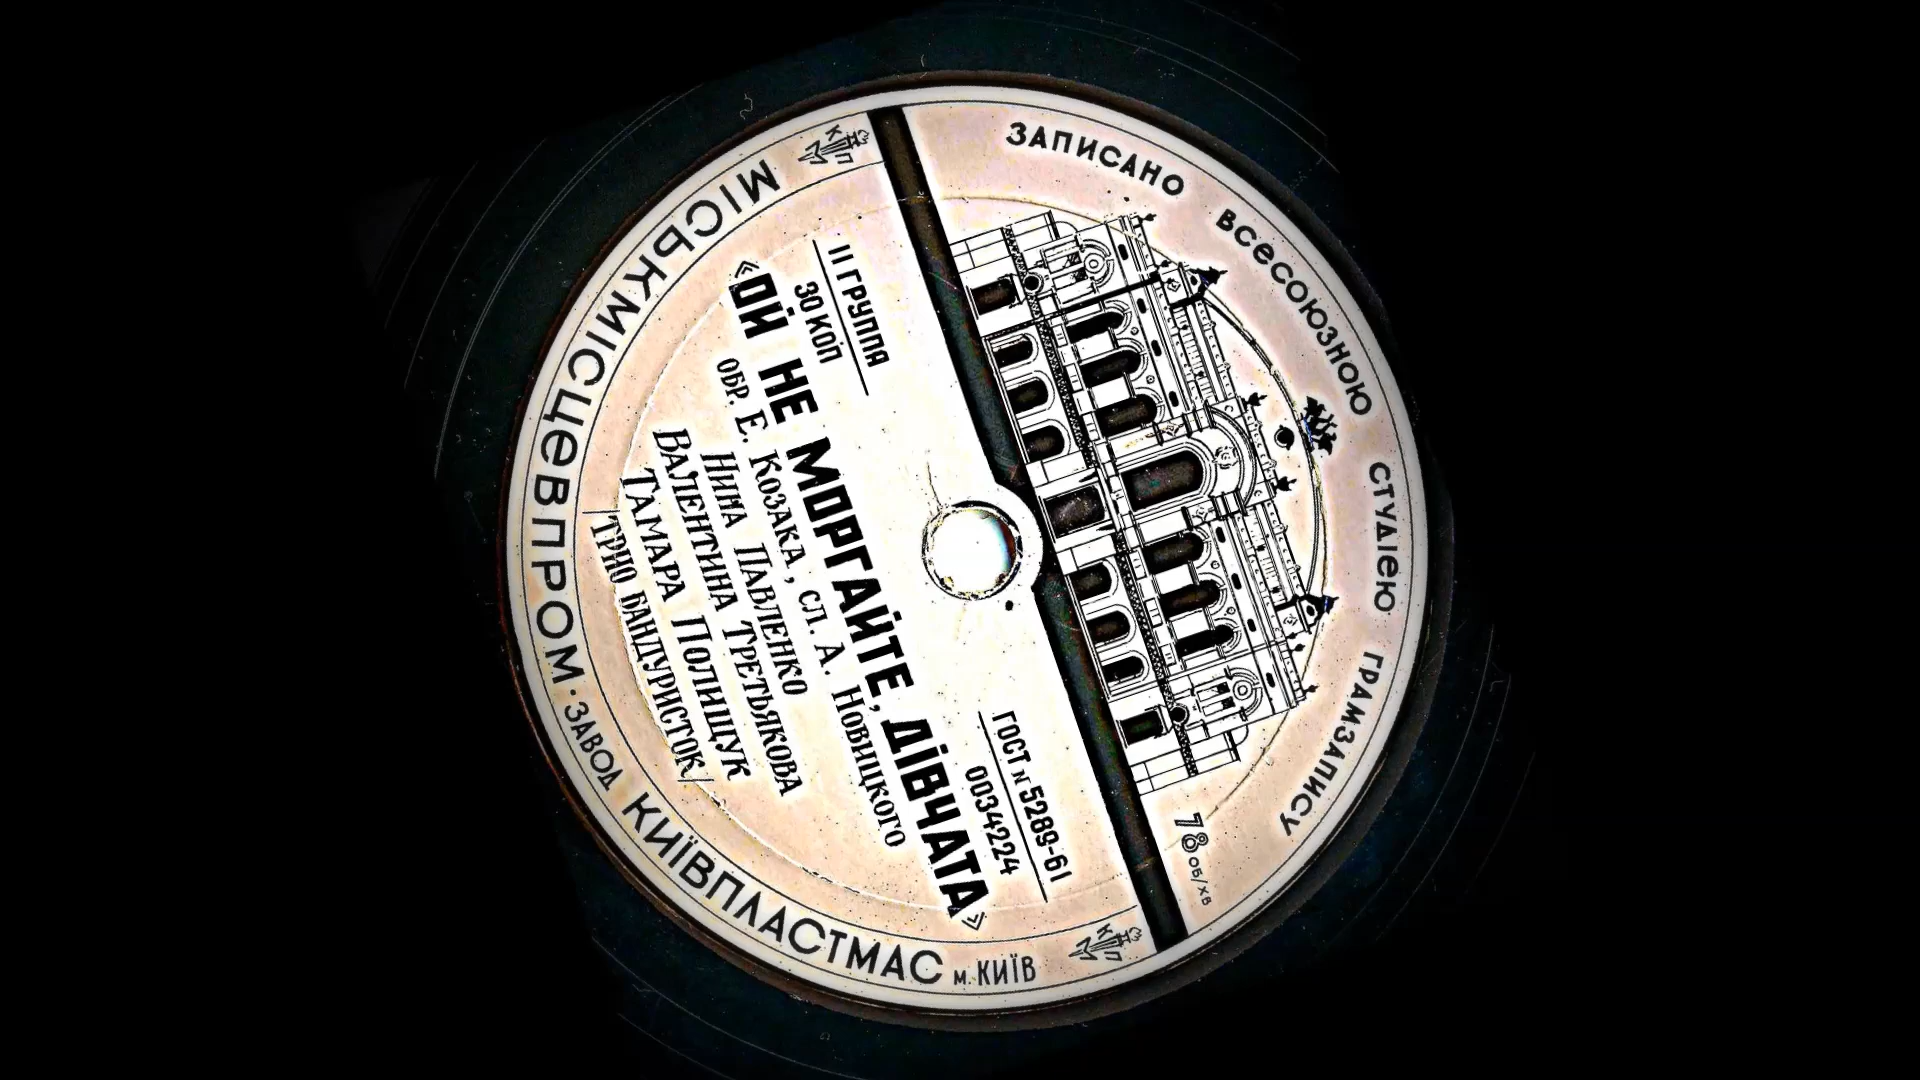 ЗАПИСАНО ВСЕСОЮЗНОЮ СТУДІЄЮ ГРАМЗАПИСУ
78 ОБ/ХВ
II ГРУППА
30 КОП
ГОСТ N 5289-61
0034224
«ОЙ НЕ МОРГАЙТЕ, ДІВЧАТА»
ОБР. Е. КОЗАКА, СЛ. А. НОВИЦКОГО
НИНА ПАВЛЕНКО
ВАЛЕНТИНА ТРЕТЬЯКОВА
ТАМАРА ПОЛИЩУК
/ТРИО БАНДУРИСТОК/
МІСЬКМІСЦЕВПРОМ · ЗАВОД КИЇВПЛАСТМАС М. КИЇВ